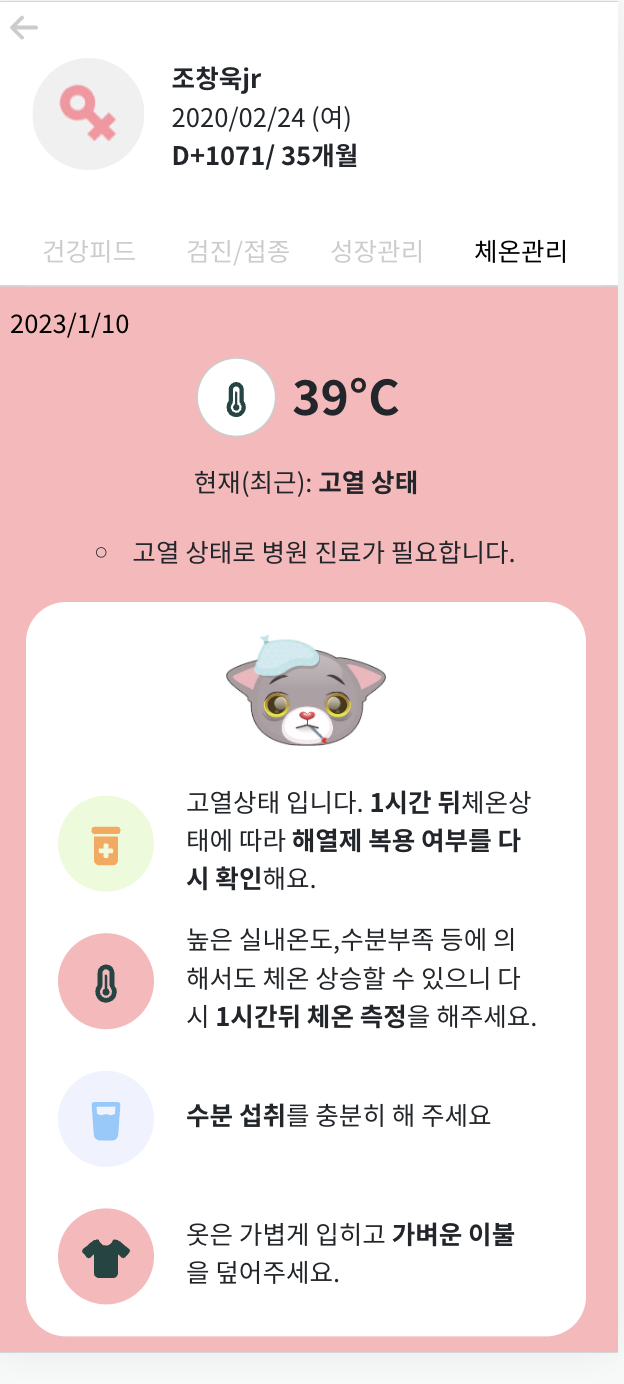 조창욱jr
2020/02/24 (여)
D+1071/ 35개월
건강피드 검진/접종 성장관리 체온관리
2023/1/10
39°C
현재(최근): 고열 상태
고열 상태로 병원 진료가 필요합니다.
고열상태 입니다. 1시간 뒤체온상
태에 따라 해열제 복용 여부를 다
시 확인해요.
높은 실내온도,수분부족 등에 의
해서도 체온 상승할 수 있으니 다
시 1시간뒤 체온 측정을 해주세요.
수분 섭취를 충분히 해 주세요
옷은 가볍게 입히고 가벼운 이불
을 덮어주세요.